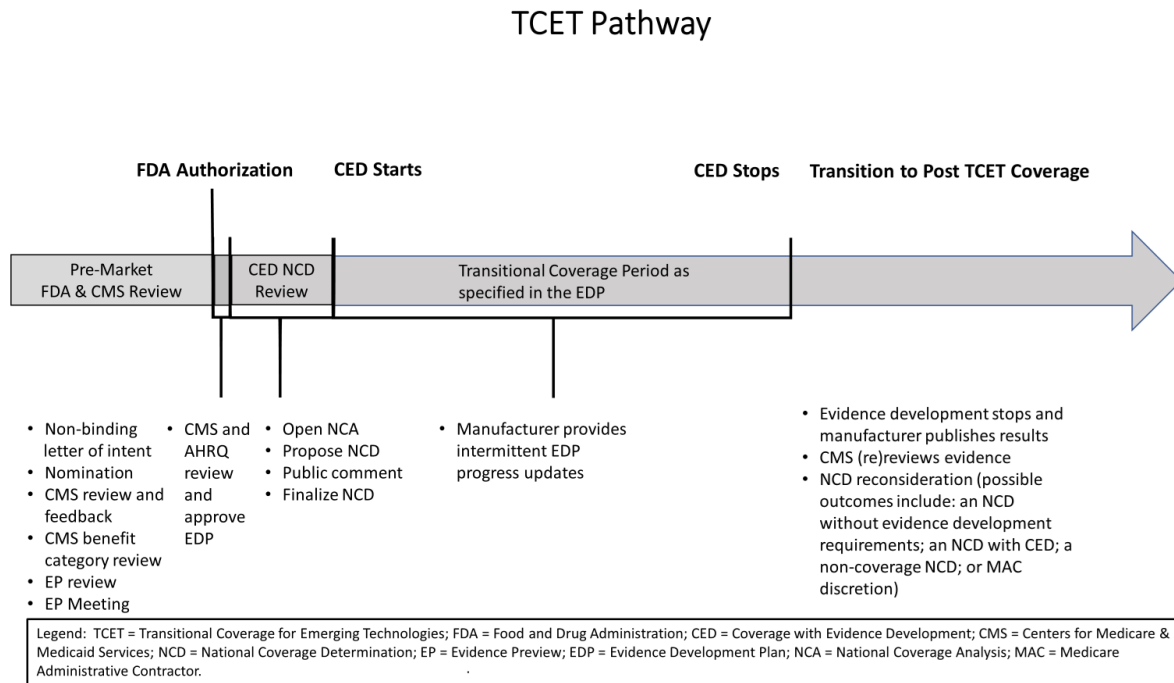 TCET Pathway
FDA Authorization
CED Starts
CED Stops
Transition to Post TCET Coverage
Pre-Market
FDA & CMS Review
CED NCD
Review
Transitional Coverage Period as
specified in the EDP
• Non-binding
letter of intent
• Nomination
• CMS review and
feedback
• CMS benefit
category review
• EP review
• EP Meeting
• CMS and
AHRQ
review
and
approve
EDP
• Open NCA
• Propose NCD
• Public comment
• Finalize NCD
• Manufacturer provides
intermittent EDP
progress updates
• Evidence development stops and
manufacturer publishes results
• CMS (re)reviews evidence
• NCD reconsideration (possible
outcomes include: an NCD
without evidence development
requirements; an NCD with CED; a
non-coverage NCD; or MAC
discretion)
Legend: TCET = Transitional Coverage for Emerging Technologies; FDA = Food and Drug Administration; CED = Coverage with Evidence Development; CMS = Centers for Medicare &
Medicaid Services; NCD = National Coverage Determination; EP = Evidence Preview; EDP = Evidence Development Plan; NCA = National Coverage Analysis; MAC = Medicare
Administrative Contractor.